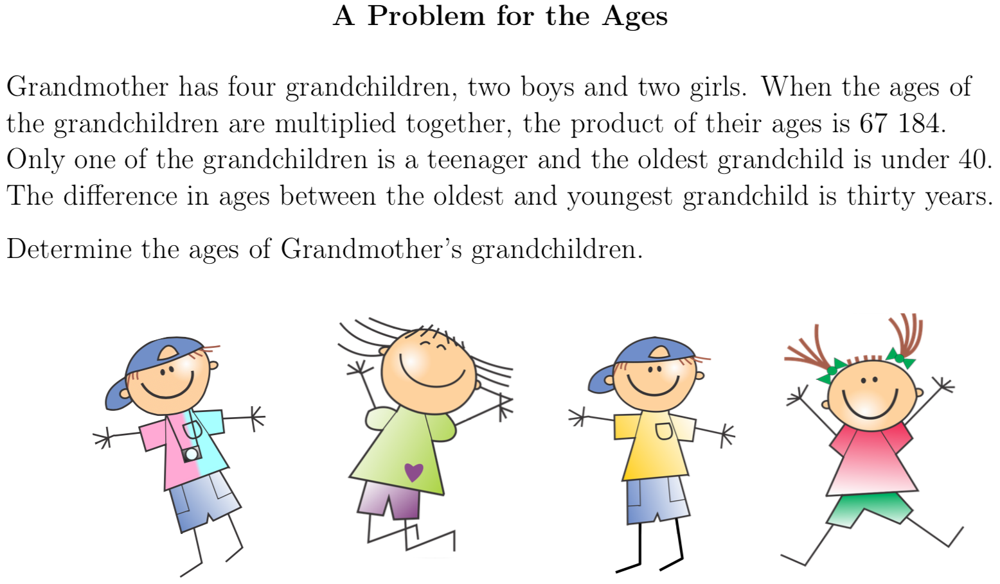 A Problem for the Ages
Grandmother has four grandchildren, two boys and two girls. When the ages of
the grandchildren are multiplied together, the product of their ages is 67 184.
Only one of the grandchildren is a teenager and the oldest grandchild is under 40.
The difference in ages between the oldest and youngest grandchild is thirty years.
Determine the ages of Grandmother's grandchildren.